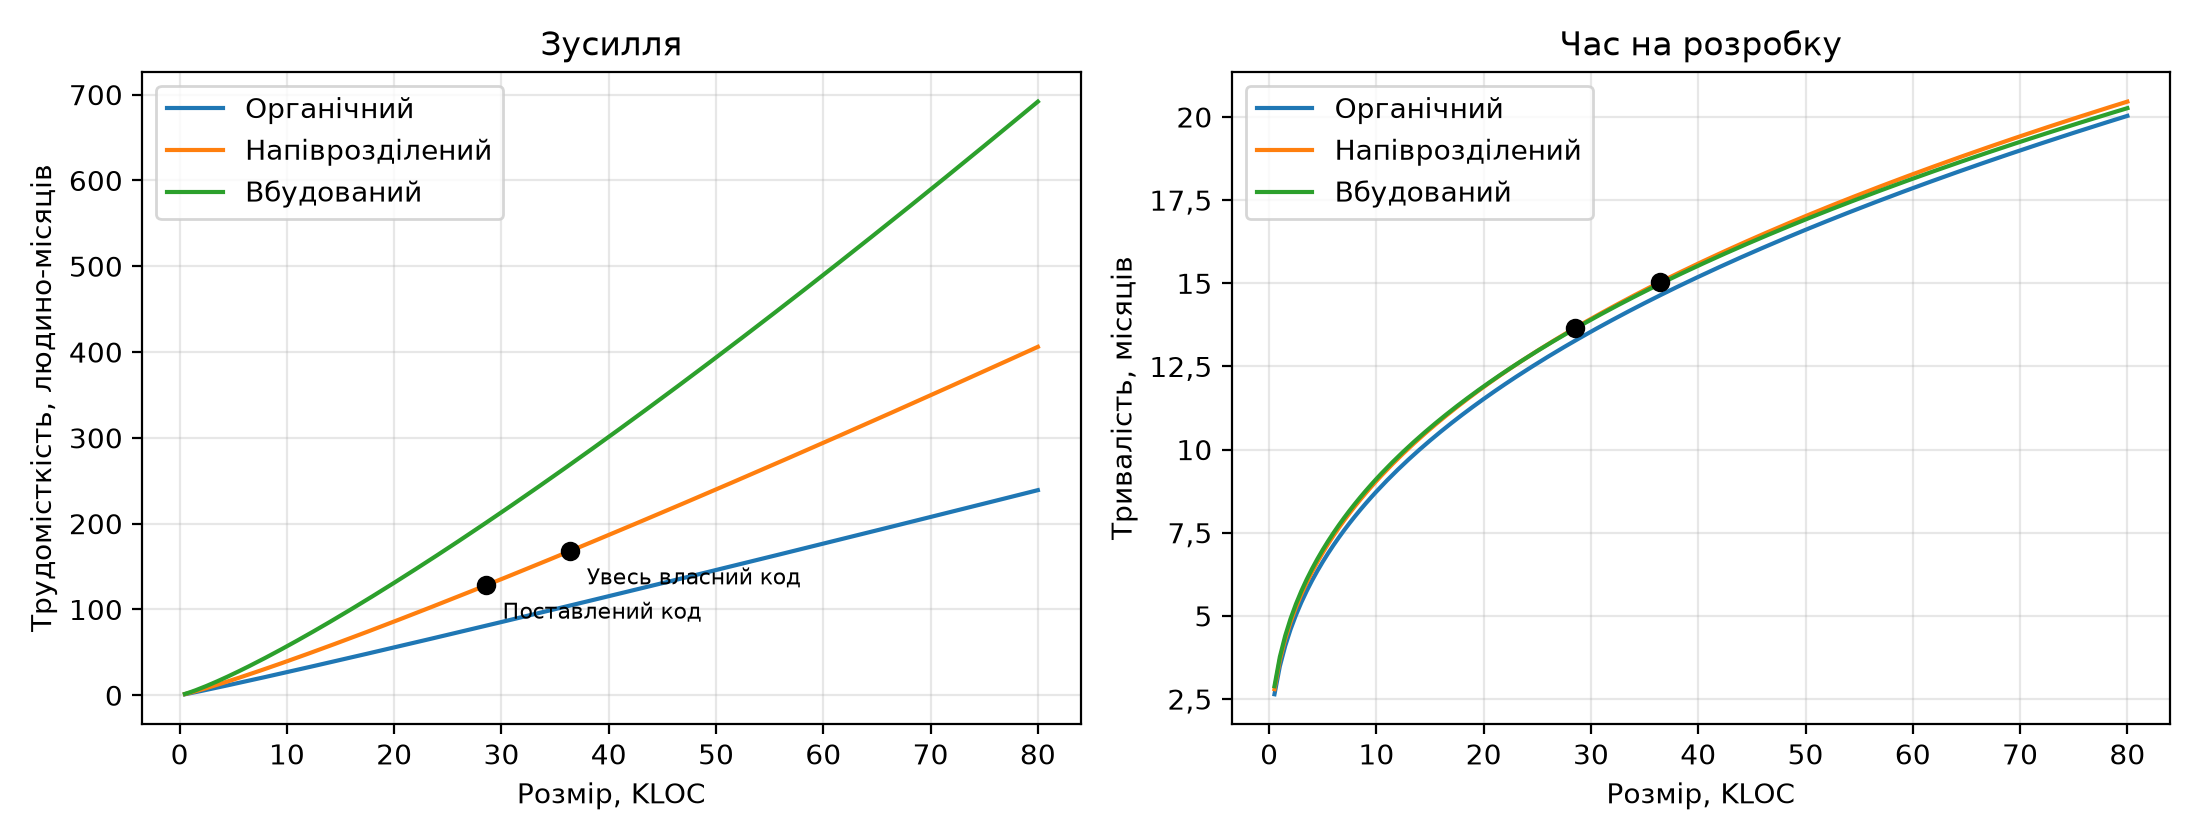 Зусилля
Трудомісткість, людино-місяців
700
600
500
400
300
200
100
0
Органічний
Напіврозділений
Вбудований
Увесь власний код
Поставлений код
0 10 20 30 40 50 60 70 80
Розмір, KLOC
Час на розробку
Тривалість, місяців
20
17,5
15
12,5
10
7,5
5
2,5
Органічний
Напіврозділений
Вбудований
0 10 20 30 40 50 60 70 80
Розмір, KLOC